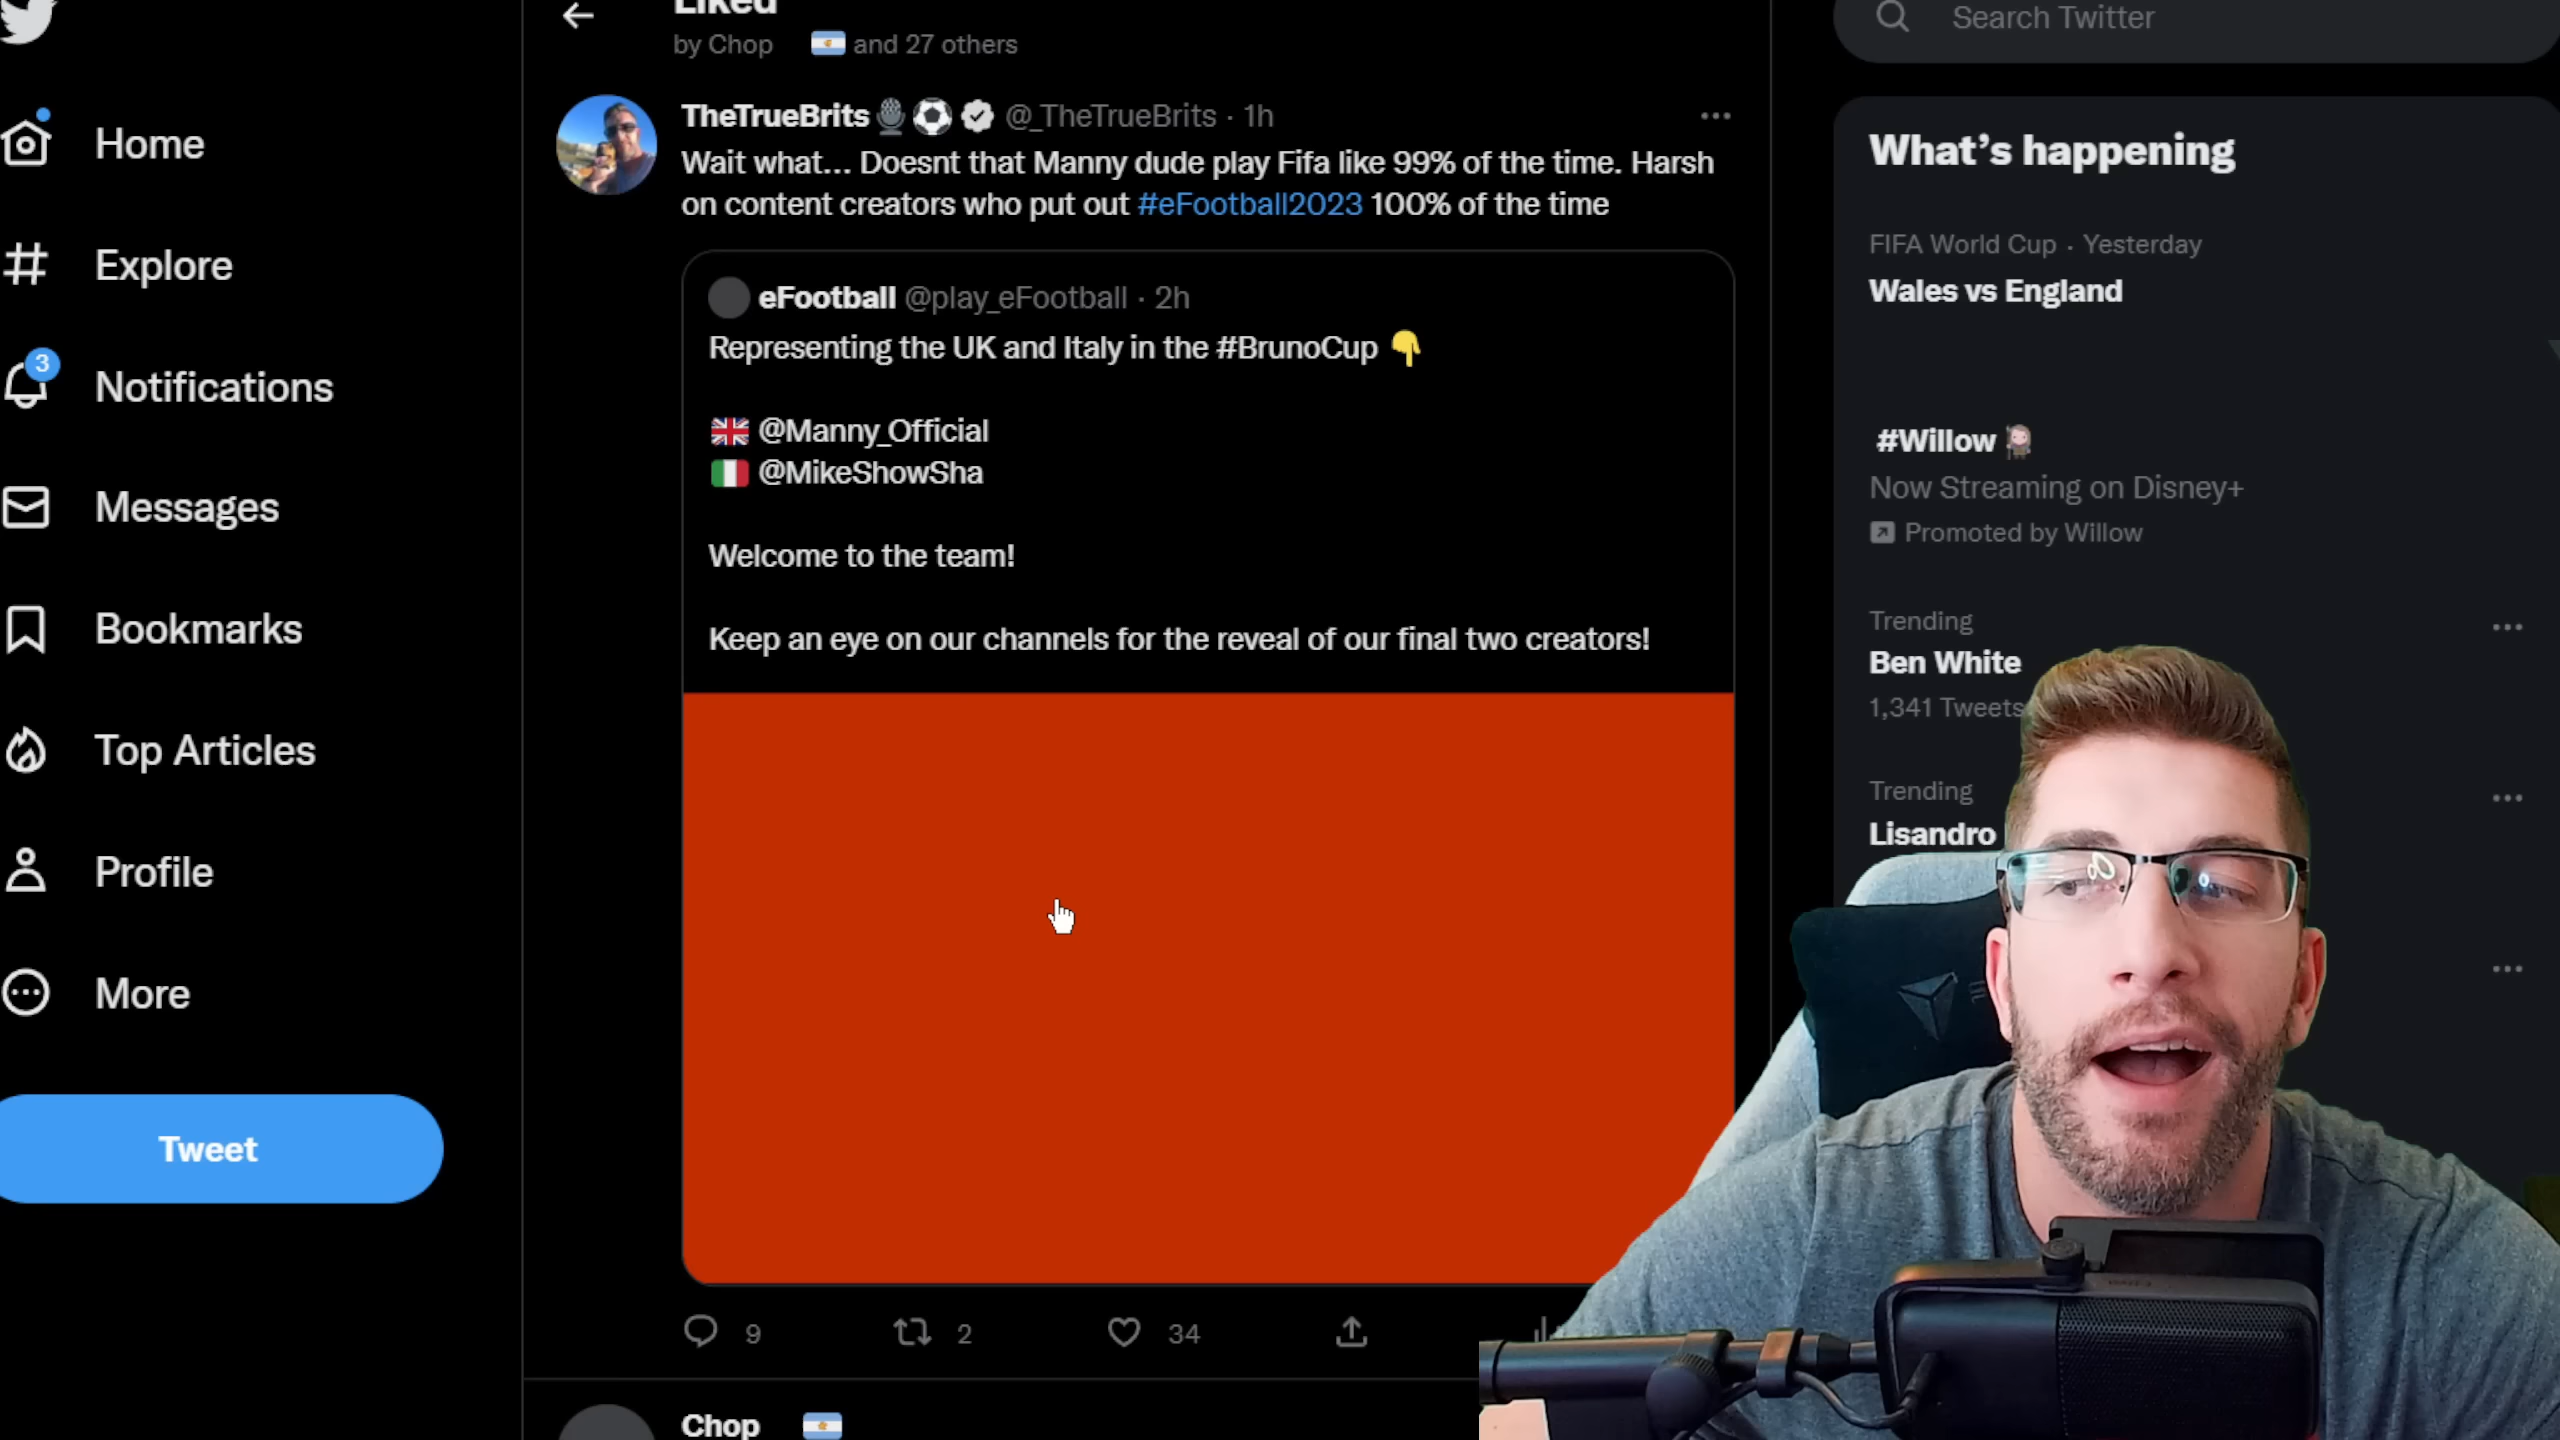 Liked
by Chop and 27 others
Search Twitter
Home
Explore
3
Notifications
Messages
Bookmarks
Top Articles
Profile
More
Tweet
TheTrueBrits @_TheTrueBrits · 1h
Wait what... Doesnt that Manny dude play Fifa like 99% of the time. Harsh
on content creators who put out #eFootball2023 100% of the time
eFootball @play_eFootball · 2h
Representing the UK and Italy in the #BrunoCup
@Manny_Official
@MikeShowSha
Welcome to the team!
Keep an eye on our channels for the reveal of our final two creators!
9 2 34
Chop
What's happening
FIFA World Cup · Yesterday
Wales vs England
#Willow
Now Streaming on Disney+
Promoted by Willow
Trending
Ben White
1,341 Tweets
Trending
Lisandro